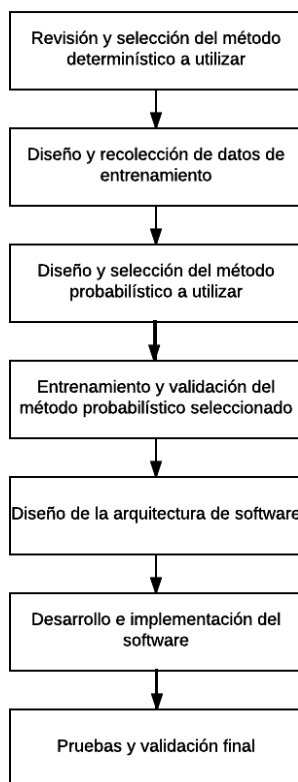 Revisión y selección del método
determinístico a utilizar
Diseño y recolección de datos de
entrenamiento
Diseño y selección del método
probabilístico a utilizar
Entrenamiento y validación del
método probabilístico seleccionado
Diseño de la arquitectura de software
Desarrollo e implementación del
software
Pruebas y validación final